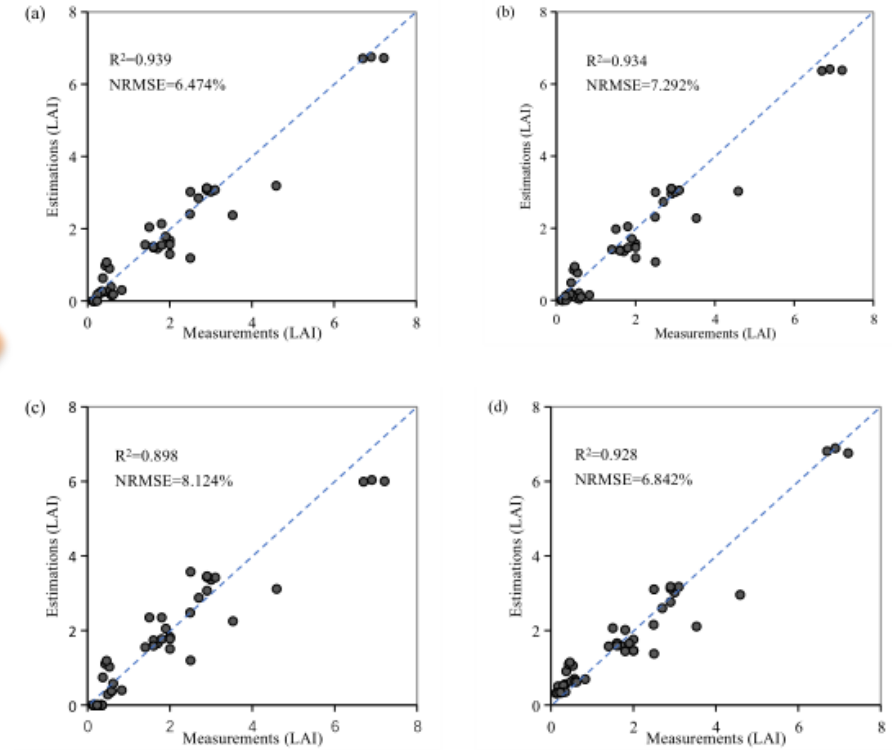 (a)
8
R²=0.939
NRMSE=6.474%
6
4
2
0
Estimations (LAI)
0 2 4 6 8
Measurements (LAI)
(b)
8
R²=0.934
NRMSE=7.292%
6
4
2
0
Estimations (LAI)
0 2 4 6 8
Measurements (LAI)
(c)
8
R²=0.898
NRMSE=8.124%
6
4
2
0
Estimations (LAI)
0 2 4 6 8
Measurements (LAI)
(d)
8
R²=0.928
NRMSE=6.842%
6
4
2
0
Estimations (LAI)
0 2 4 6 8
Measurements (LAI)